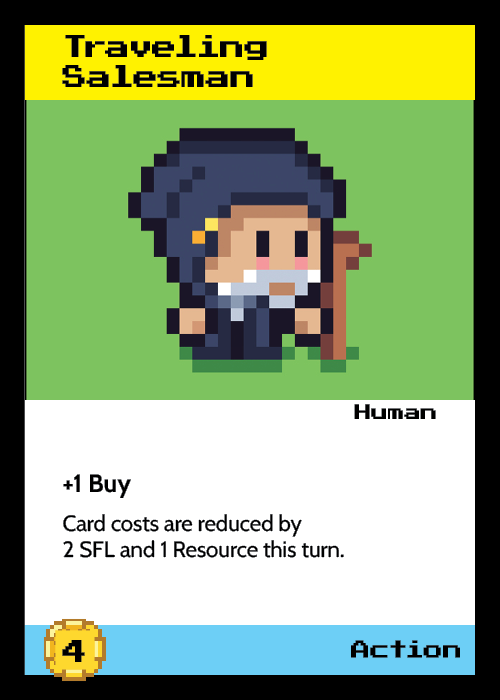 Traveling
Salesman
Human
+1 Buy
Card costs are reduced by
2 SFL and 1 Resource this turn.
4
Action